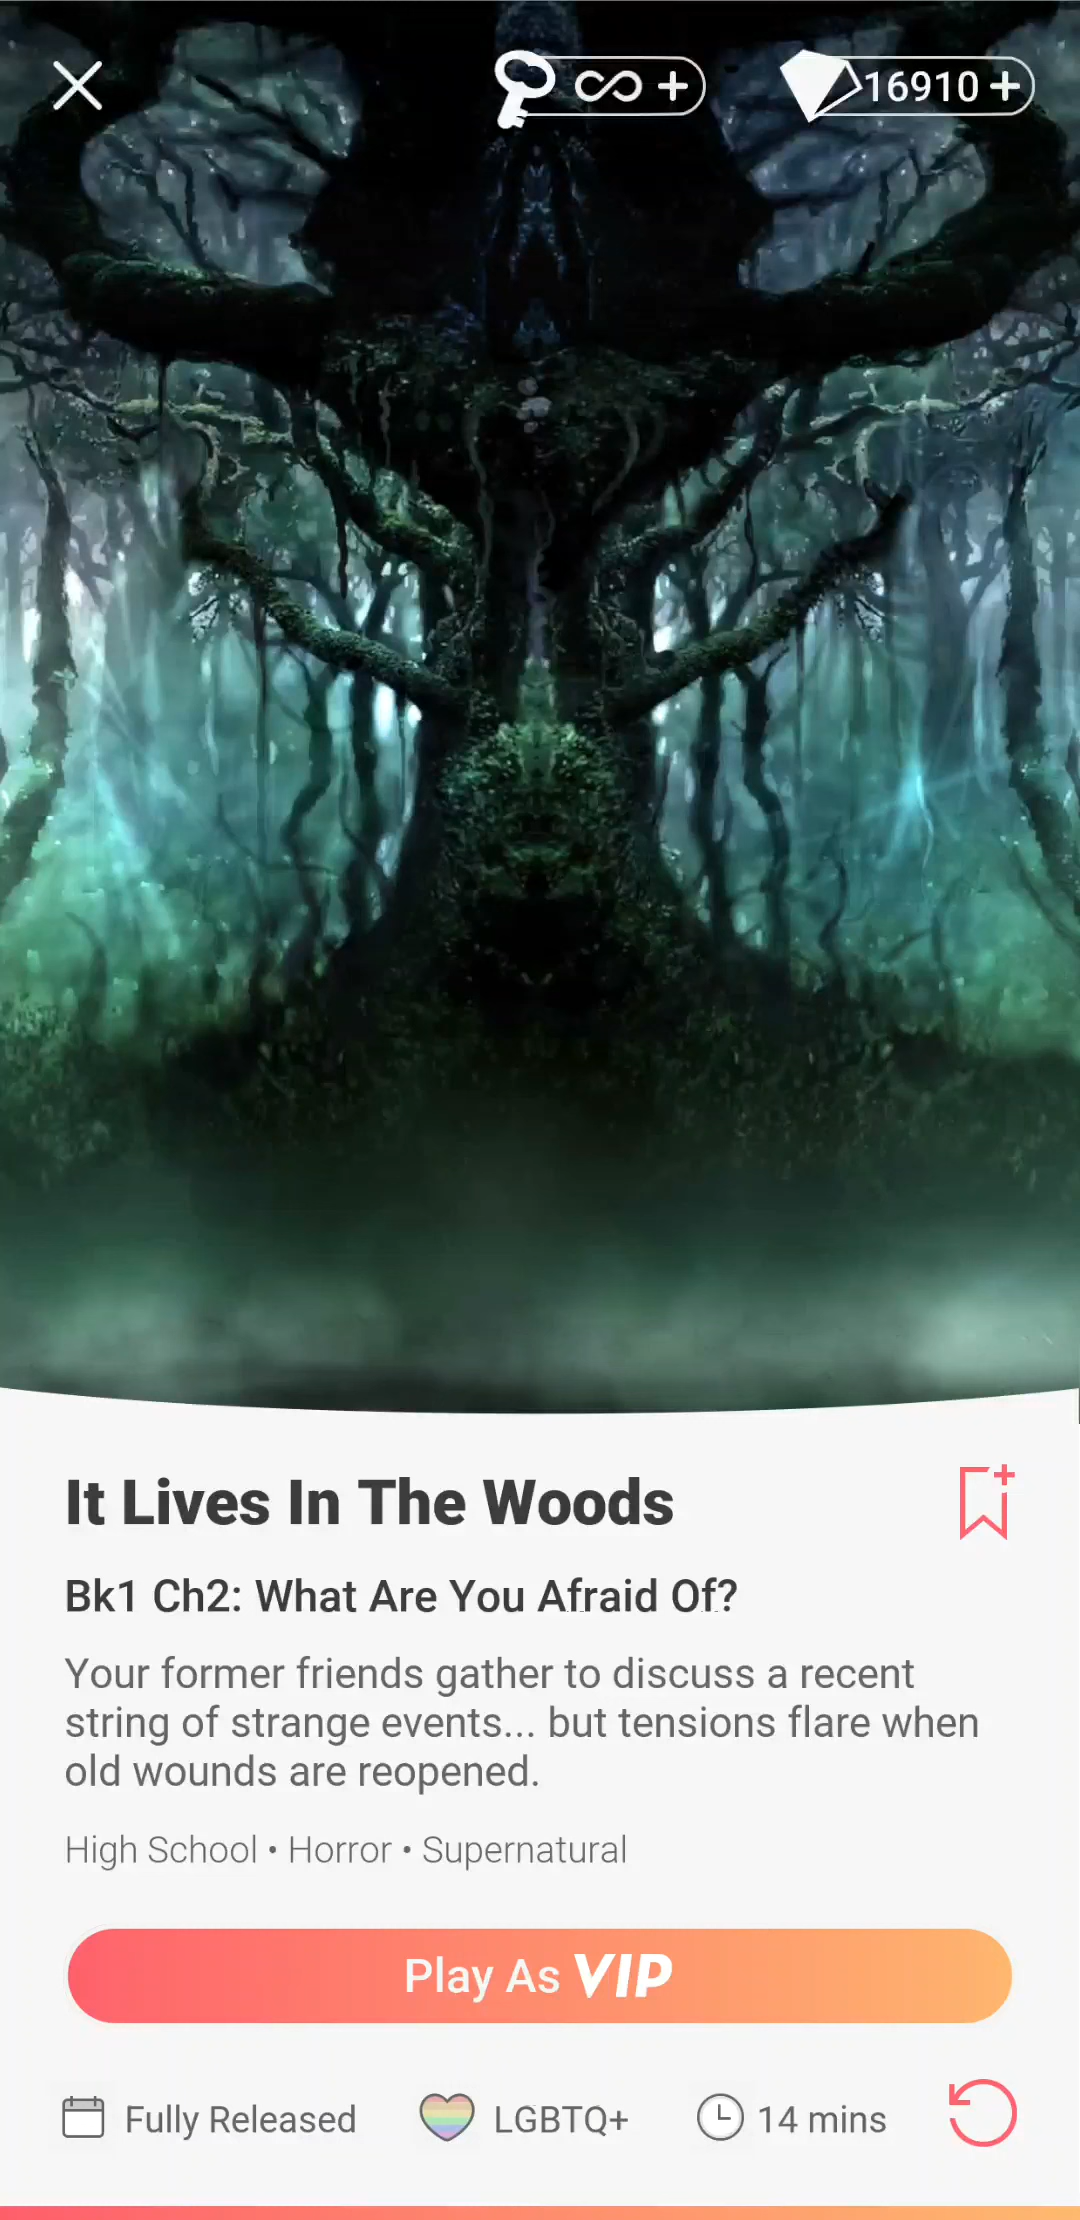 ∞ +
16910 +
It Lives In The Woods
Bk1 Ch2: What Are You Afraid Of?
Your former friends gather to discuss a recent
string of strange events... but tensions flare when
old wounds are reopened.
High School • Horror • Supernatural
Play As VIP
Fully Released
LGBTQ+
14 mins